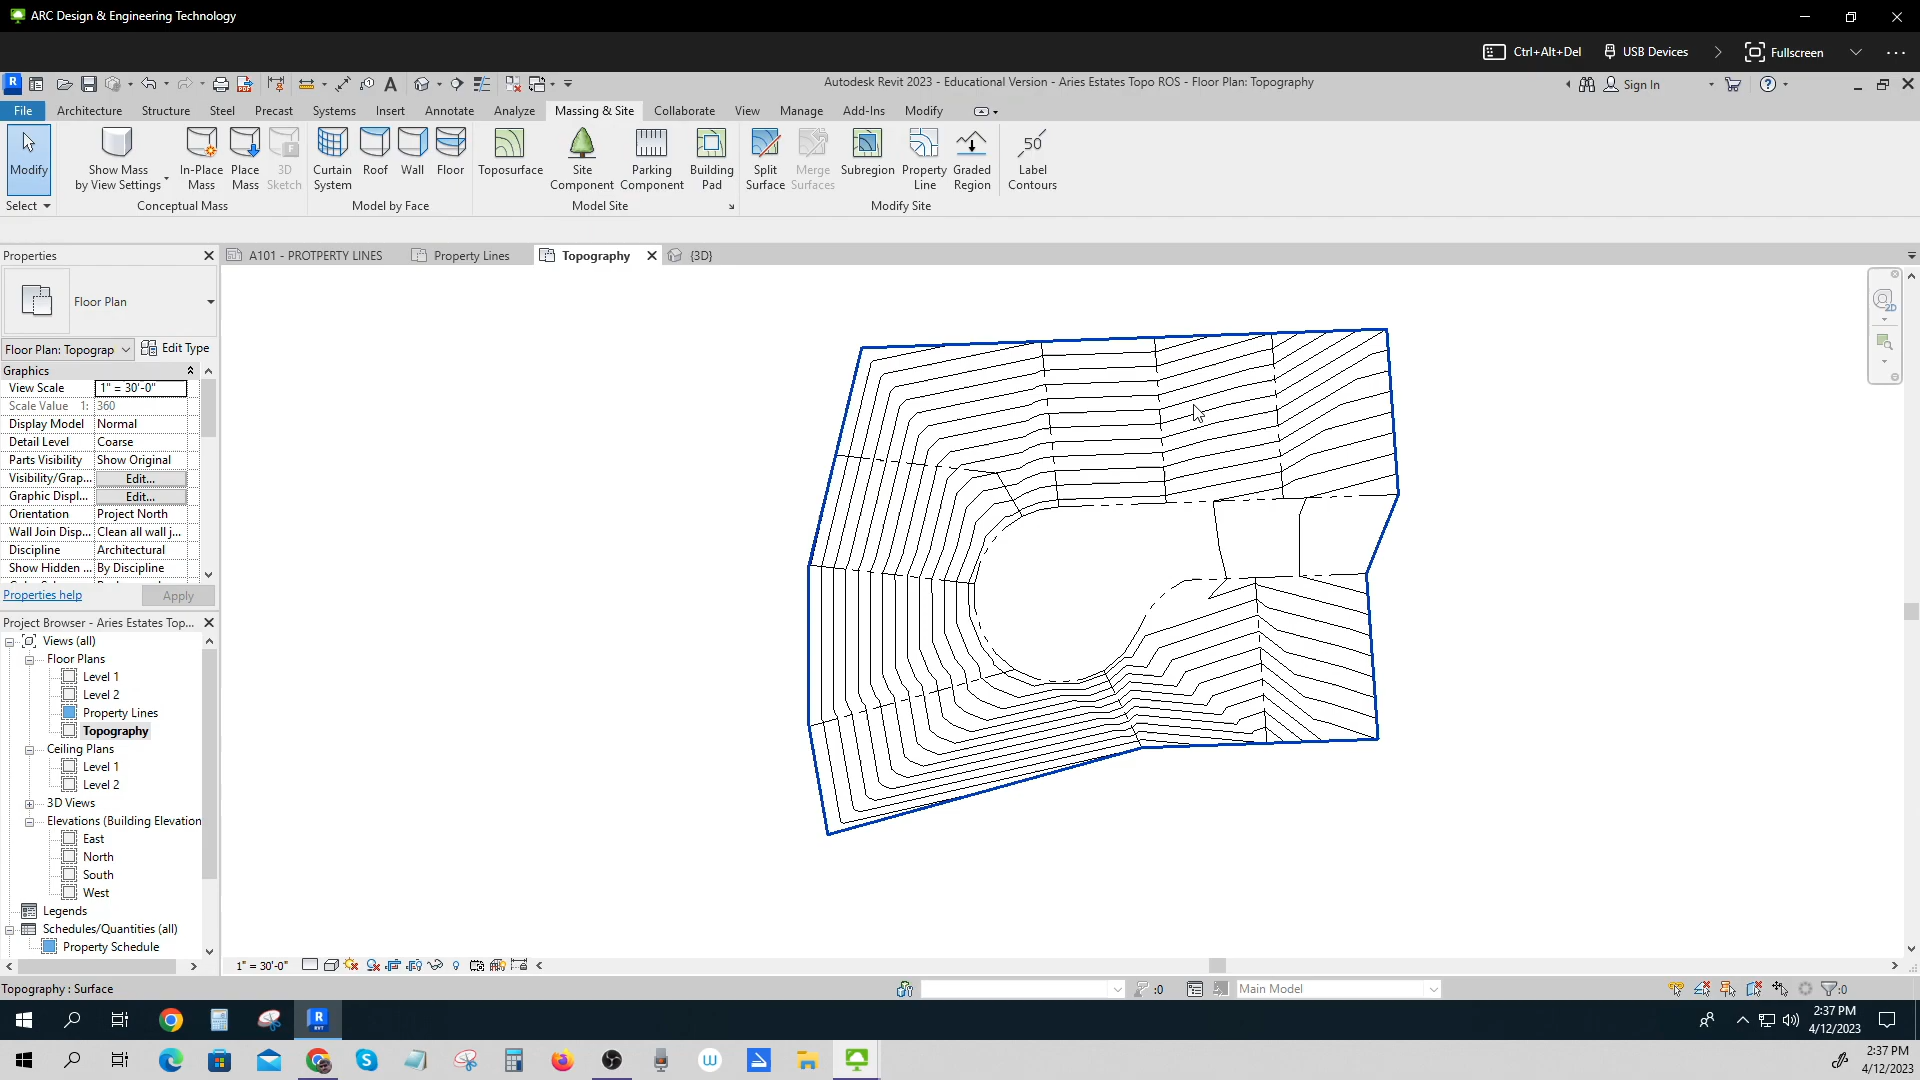 ARC Design & Engineering Technology
Ctrl+Alt+Del
USB Devices
Fullscreen
Autodesk Revit 2023 - Educational Version - Aries Estates Topo ROS - Floor Plan: Topography
Sign In
File
Architecture
Structure
Steel
Precast
Systems
Insert
Annotate
Analyze
Massing & Site
Collaborate
View
Manage
Add-Ins
Modify
Modify
Show Mass
by View Settings
In-Place
Mass
Place
Mass
3D
Sketch
Curtain
System
Roof
Wall
Floor
Toposurface
Site
Component
Parking
Component
Building
Pad
Split
Surface
Merge
Surfaces
Subregion
Property
Line
Graded
Region
50
Label
Contours
Select
Conceptual Mass
Model by Face
Model Site
Modify Site
Properties
A101 - PROTPERTY LINES
Property Lines
Topography
{3D}
Floor Plan
2D
Floor Plan: Topograp
Edit Type
Graphics
View Scale
1" = 30'-0"
Scale Value 1:
360
Display Model
Normal
Detail Level
Coarse
Parts Visibility
Show Original
Visibility/Grap...
Edit...
Graphic Displ...
Edit...
Orientation
Project North
Wall Join Disp...
Clean all wall j...
Discipline
Architectural
Show Hidden ...
By Discipline
Properties help
Apply
Project Browser - Aries Estates Top...
Views (all)
Floor Plans
Level 1
Level 2
Property Lines
Topography
Ceiling Plans
Level 1
Level 2
3D Views
Elevations (Building Elevation
East
North
South
West
Legends
Schedules/Quantities (all)
Property Schedule
1" = 30'-0"
Topography : Surface
:0
Main Model
:0
2:37 PM
4/12/2023
2:37 PM
4/12/2023